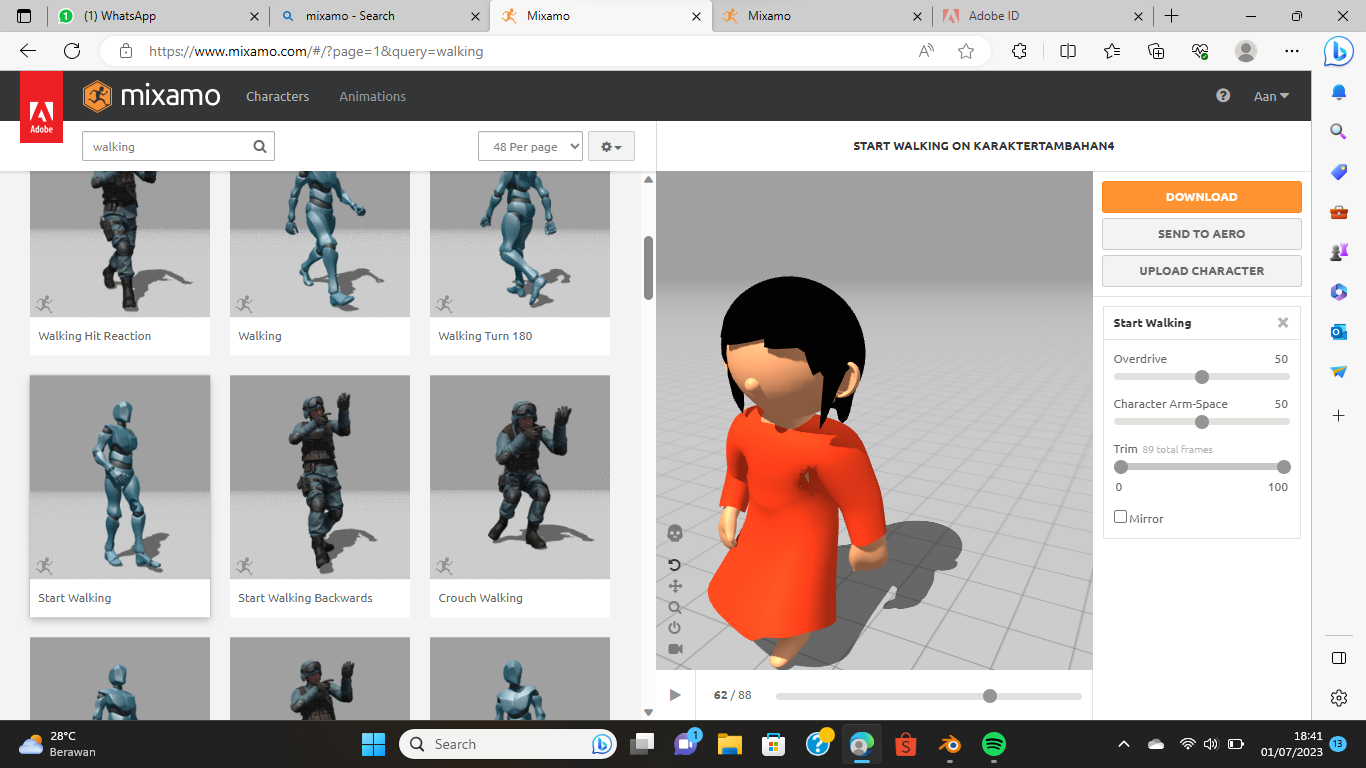 (1) WhatsApp
mixamo - Search
Mixamo
Mixamo
Adobe ID
https://www.mixamo.com/#/?page=1&query=walking
Adobe
mixamo
Characters
Animations
Aan
walking
48 Per page
START WALKING ON KARAKTERTAMBAHAN4
Walking Hit Reaction
Walking
Walking Turn 180
Start Walking
Start Walking Backwards
Crouch Walking
DOWNLOAD
SEND TO AERO
UPLOAD CHARACTER
Start Walking
Overdrive 50
Character Arm-Space 50
Trim 89 total frames
0 100
Mirror
62 / 88
28°C
Berawan
Search
1
18:41
01/07/2023
13